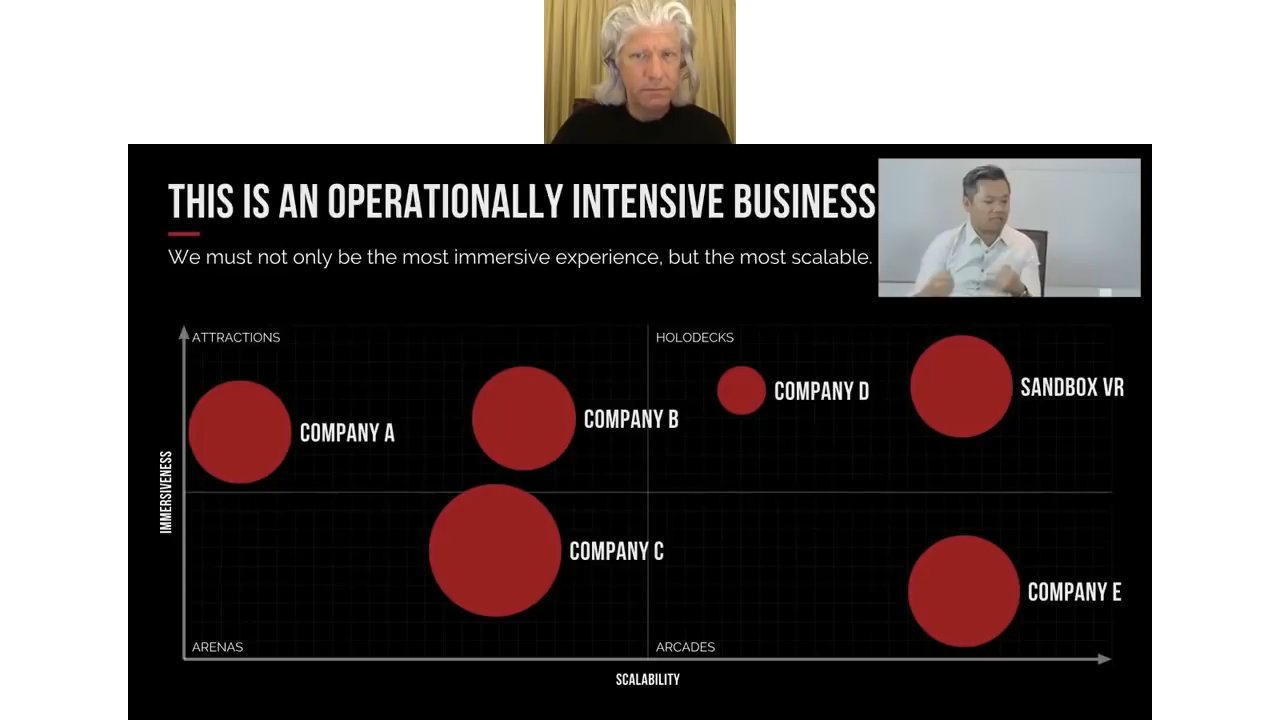 THIS IS AN OPERATIONALLY INTENSIVE BUSINESS
We must not only be the most immersive experience, but the most scalable.
ATTRACTIONS
HOLODECKS
COMPANY D
SANDBOX VR
COMPANY B
COMPANY A
IMMERSIVENESS
COMPANY C
COMPANY E
ARENAS
ARCADES
SCALABILITY